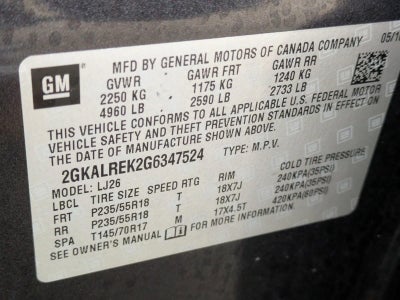 GM
MFD BY GENERAL MOTORS OF CANADA COMPANY 05/16
GVWR GAWR FRT GAWR RR
2250 KG 1175 KG 1240 KG
4960 LB 2590 LB 2733 LB
THIS VEHICLE CONFORMS TO ALL APPLICABLE U.S. FEDERAL MOTOR
VEHICLE SAFETY AND THEFT PREVENTION STANDARDS IN EFFECT ON
THE DATE OF MANUFACTURE SHOWN ABOVE.
2GKALREK2G6347524 TYPE: M.P.V.
MODEL: LJ26
LBCL TIRE SIZE SPEED RTG RIM COLD TIRE PRESSURE
FRT P235/55R18 T 18X7J 240KPA(35PSI)
RR P235/55R18 T 18X7J 240KPA(35PSI)
SPA T145/70R17 M 17X4.5T 420KPA(60PSI)
SEE OWNER'S MANUAL FOR MORE INFORMATION.